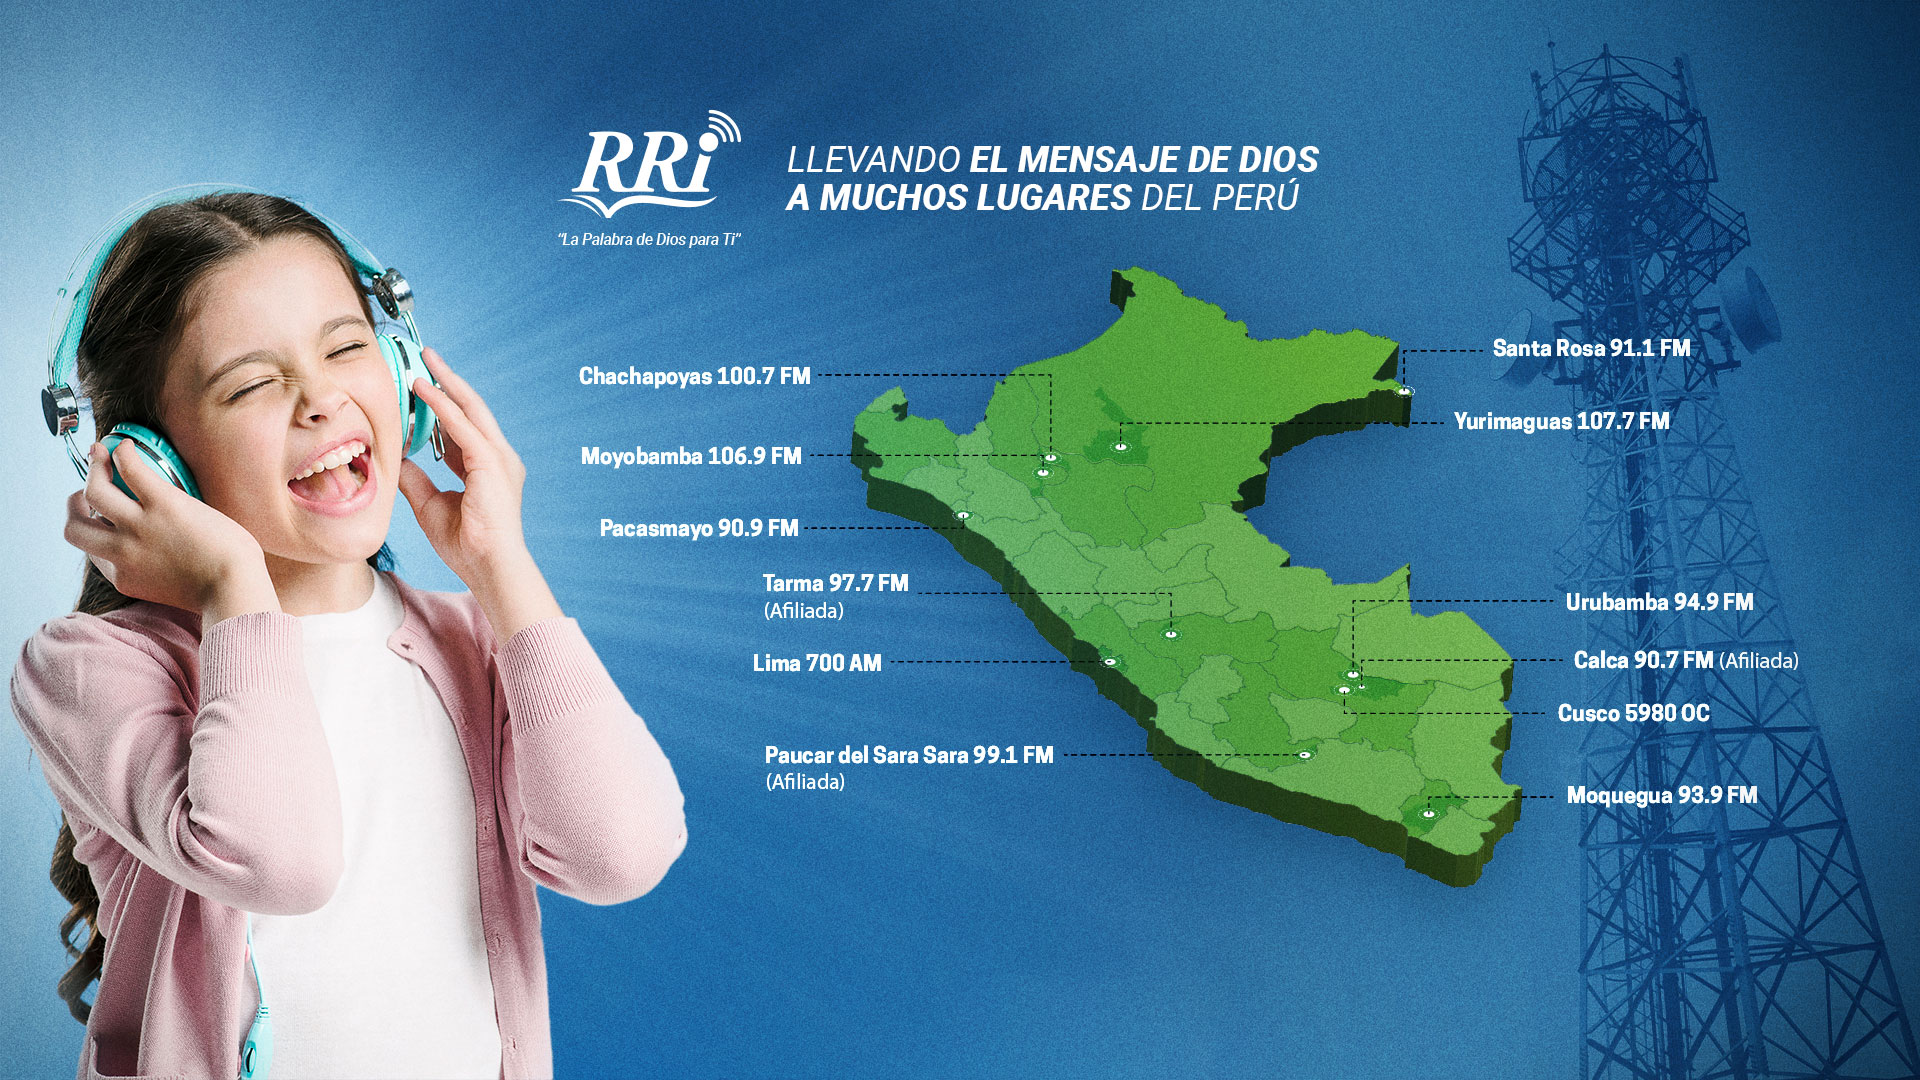 RRi
"La Palabra de Dios para Ti"
LLEVANDO EL MENSAJE DE DIOS
A MUCHOS LUGARES DEL PERÚ
Chachapoyas 100.7 FM
Moyobamba 106.9 FM
Pacasmayo 90.9 FM
Tarma 97.7 FM
(Afiliada)
Lima 700 AM
Paucar del Sara Sara 99.1 FM
(Afiliada)
Santa Rosa 91.1 FM
Yurimaguas 107.7 FM
Urubamba 94.9 FM
Calca 90.7 FM (Afiliada)
Cusco 5980 OC
Moquegua 93.9 FM